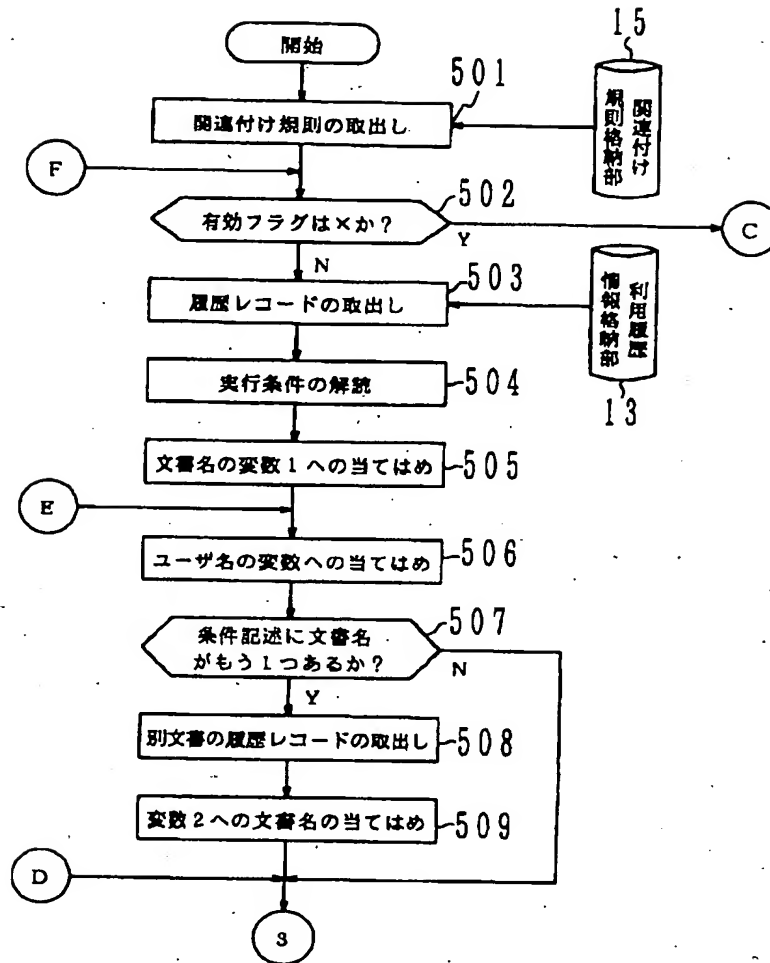 開始
15
関連付け
規則格納部
501
関連付け規則の取出し
F
502
有効フラグは×か?
Y
C
N
503
履歴レコードの取出し
利用履歴
情報格納部
13
実行条件の解読
504
文書名の変数1への当てはめ
505
E
ユーザ名の変数への当てはめ
506
507
条件記述に文書名
がもう1つあるか?
N
Y
別文書の履歴レコードの取出し
508
変数2への文書名の当てはめ
509
D
3